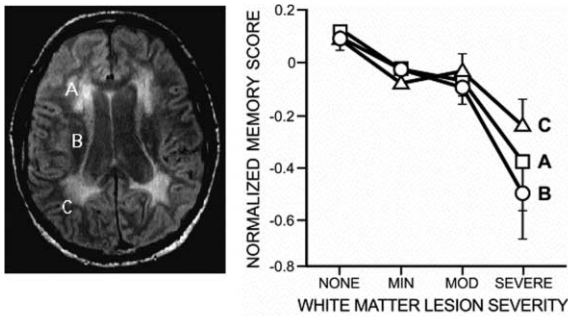 A
B
C
NORMALIZED MEMORY SCORE
0.2
0
-0.2
-0.4
-0.6
-0.8
C
A
B
NONE MIN MOD SEVERE
WHITE MATTER LESION SEVERITY